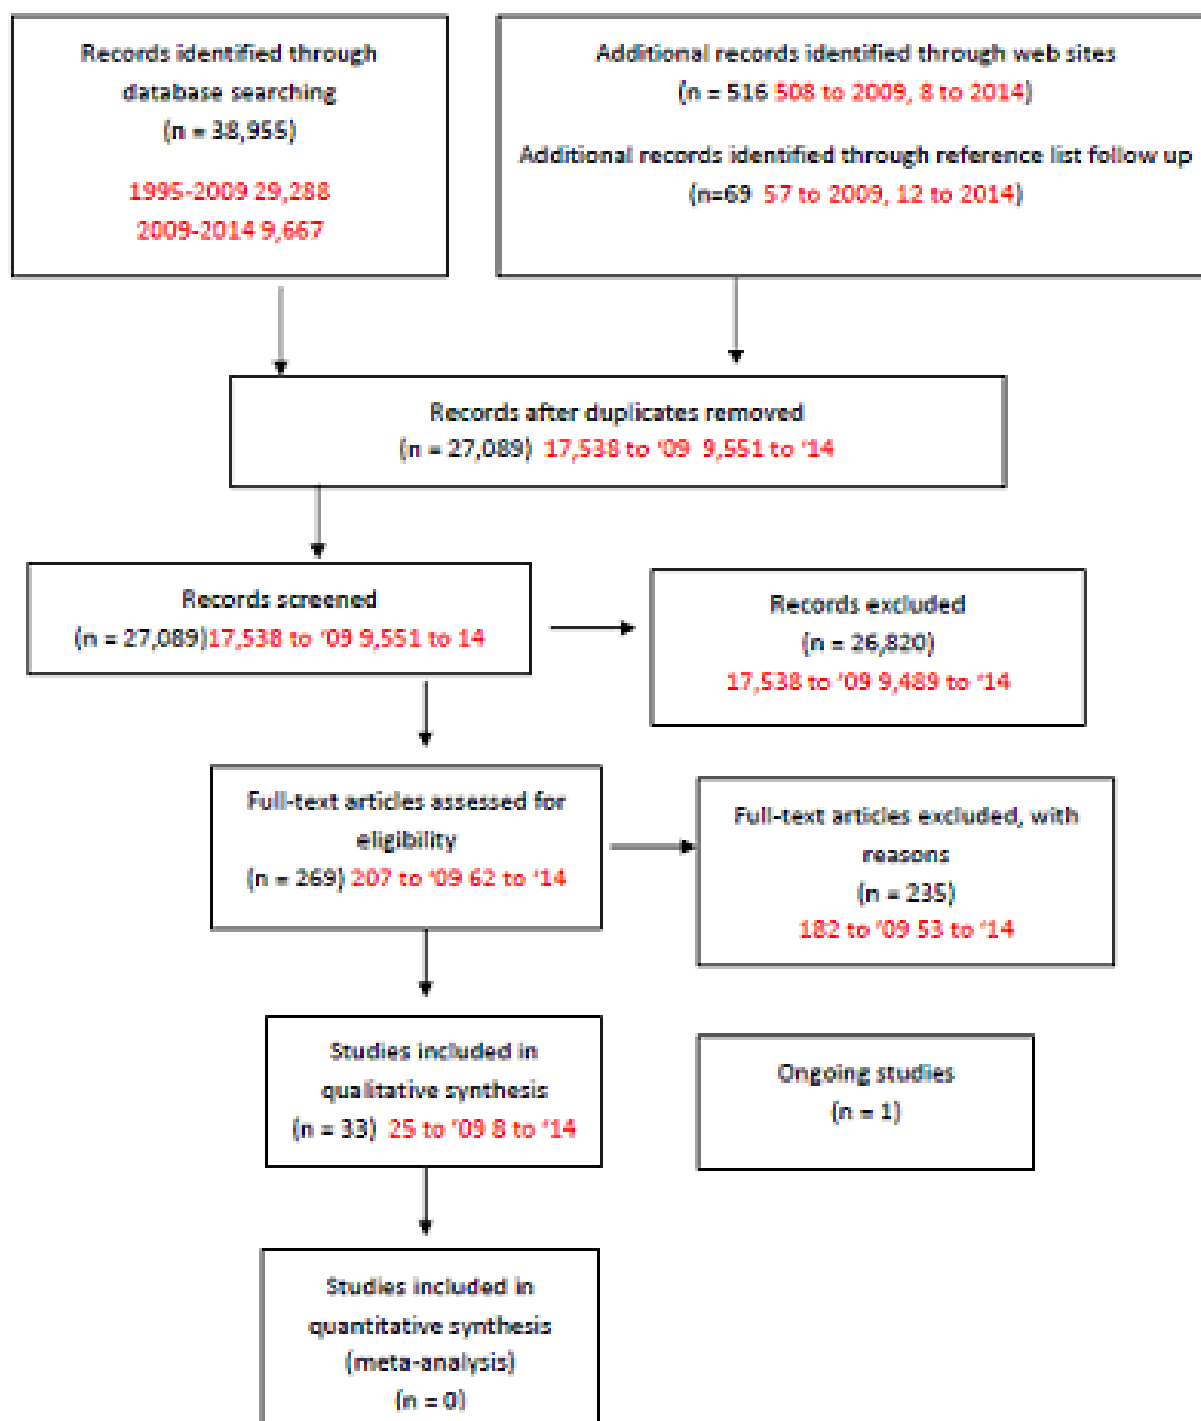 Records identified through
database searching
(n = 38,955)
1995-2009 29,288
2009-2014 9,667
Additional records identified through web sites
(n = 516 508 to 2009, 8 to 2014)
Additional records identified through reference list follow up
(n=69 57 to 2009, 12 to 2014)
Records after duplicates removed
(n = 27,089) 17,538 to '09 9,551 to '14
Records screened
(n = 27,089)17,538 to '09 9,551 to 14
Records excluded
(n = 26,820)
17,538 to '09 9,489 to '14
Full-text articles assessed for
eligibility
(n = 269) 207 to '09 62 to '14
Full-text articles excluded, with
reasons
(n = 235)
182 to '09 53 to '14
Studies included in
qualitative synthesis
(n = 33) 25 to '09 8 to '14
Ongoing studies
(n = 1)
Studies included in
quantitative synthesis
(meta-analysis)
(n = 0)